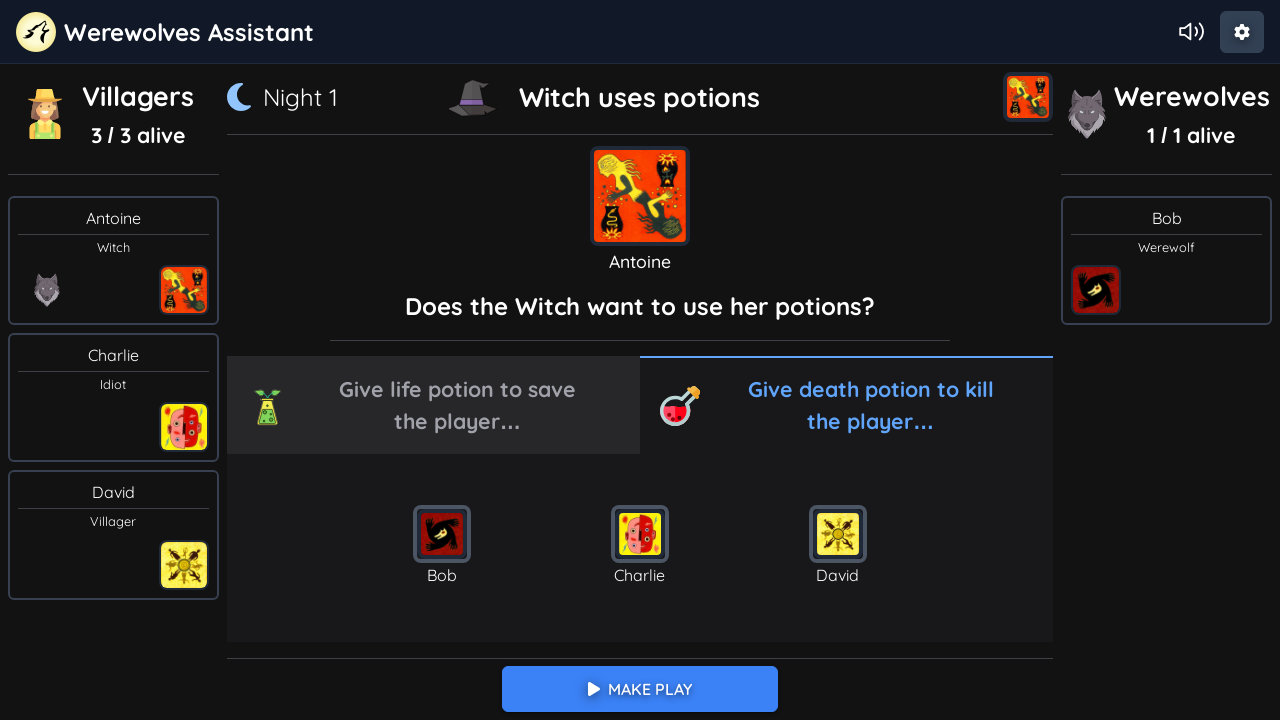 Werewolves Assistant
Villagers
3 / 3 alive
Antoine
Witch
Charlie
Idiot
David
Villager
Night 1
Witch uses potions
Antoine
Does the Witch want to use her potions?
Give life potion to save
the player...
Give death potion to kill
the player...
Bob
Charlie
David
MAKE PLAY
Werewolves
1 / 1 alive
Bob
Werewolf